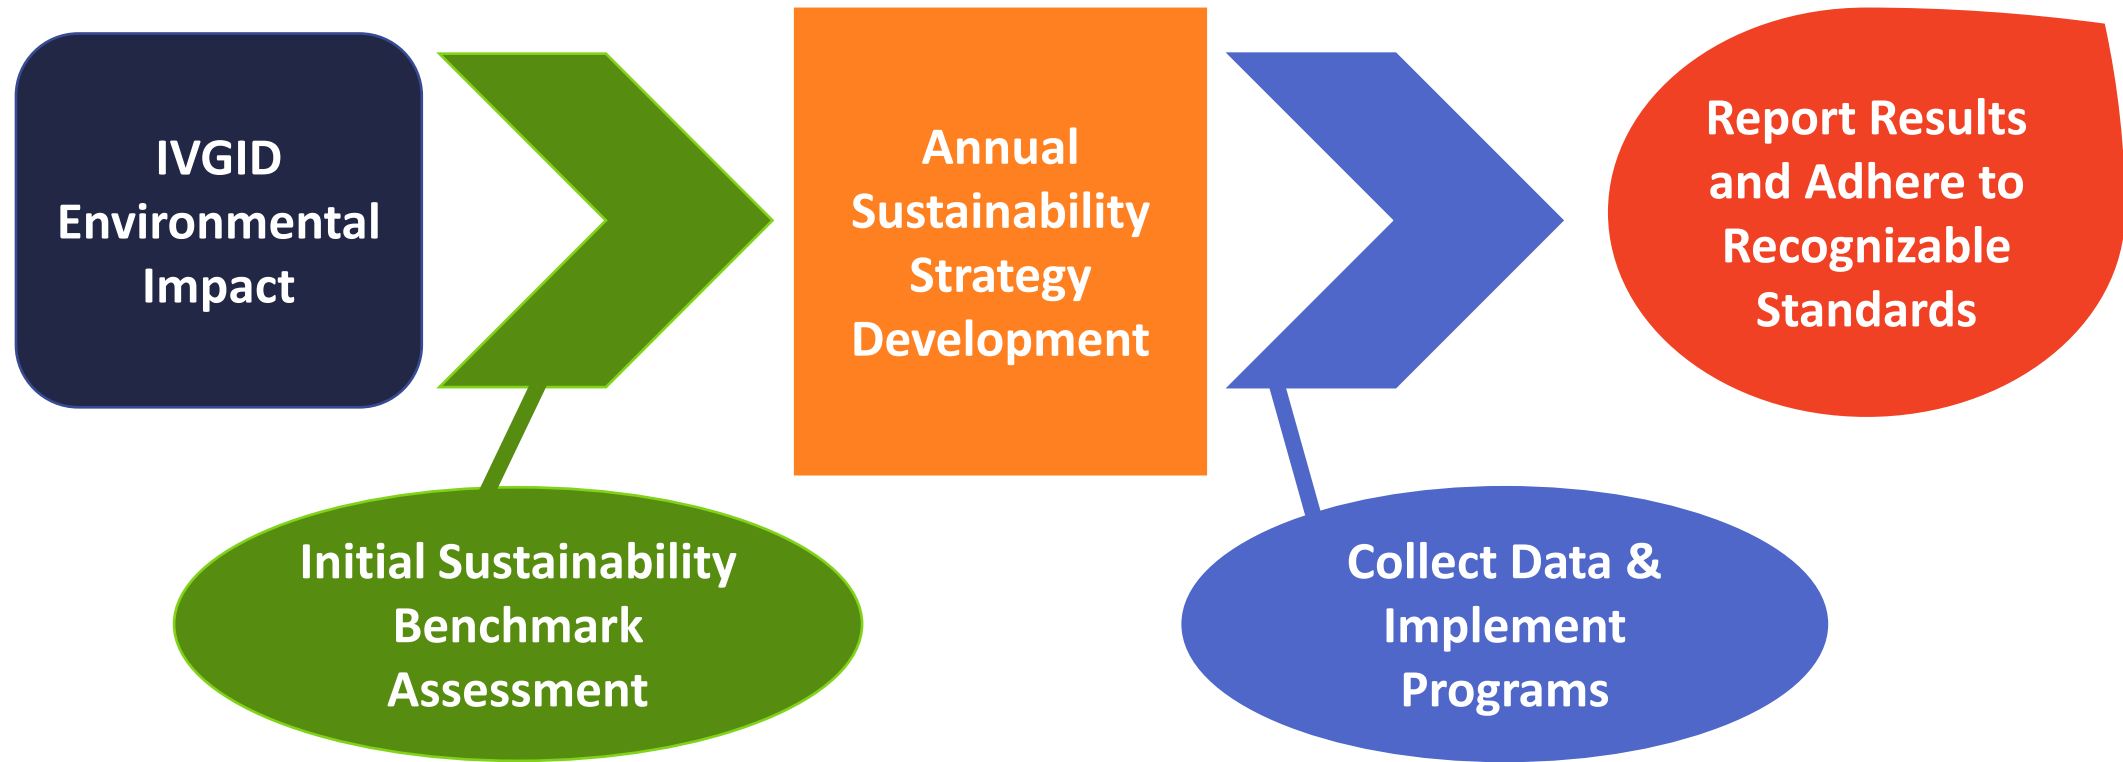 IVGID
Environmental
Impact
Initial Sustainability
Benchmark
Assessment
Annual
Sustainability
Strategy
Development
Collect Data &
Implement
Programs
Report Results
and Adhere to
Recognizable
Standards